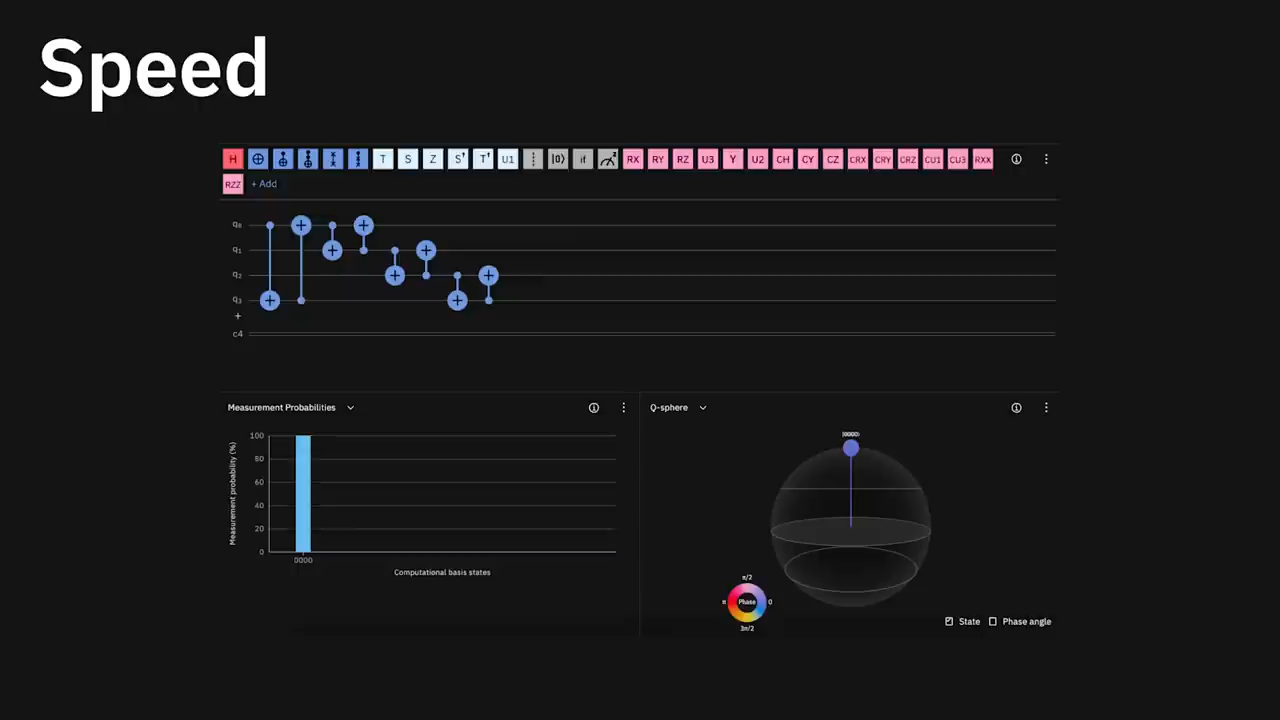 Speed
H T S Z S† T† U1 |0⟩ if z RX RY RZ U3 Y U2 CH CY CZ CRX CRY CRZ CU1 CU3 RXX
RZZ + Add
q0
q1
q2
q3
+
c4
Measurement Probabilities
Measurement probability (%)
100
80
60
40
20
0
0000
Computational basis states
Q-sphere
|0000⟩
π/2
π Phase 0
3π/2
State Phase angle